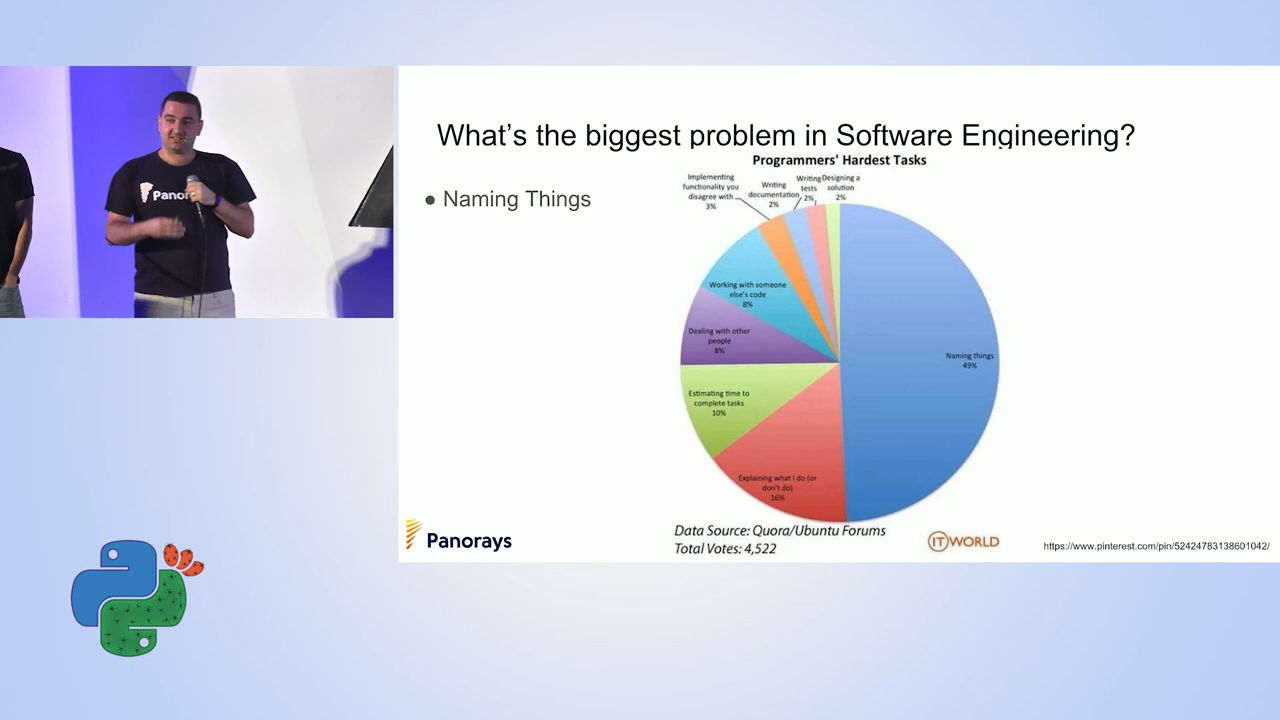 Panor
What's the biggest problem in Software Engineering?
● Naming Things
Programmers' Hardest Tasks
Implementing
functionality you
disagree with
3%
Writing
documentation
2%
Writing
tests
2%
Designing a
solution
2%
Working with someone
else's code
8%
Dealing with other
people
8%
Estimating time to
complete tasks
10%
Explaining what I do (or
don't do)
16%
Naming things
49%
Data Source: Quora/Ubuntu Forums
Total Votes: 4,522
ITWORLD
Panorays
https://www.pinterest.com/pin/52424783138601042/